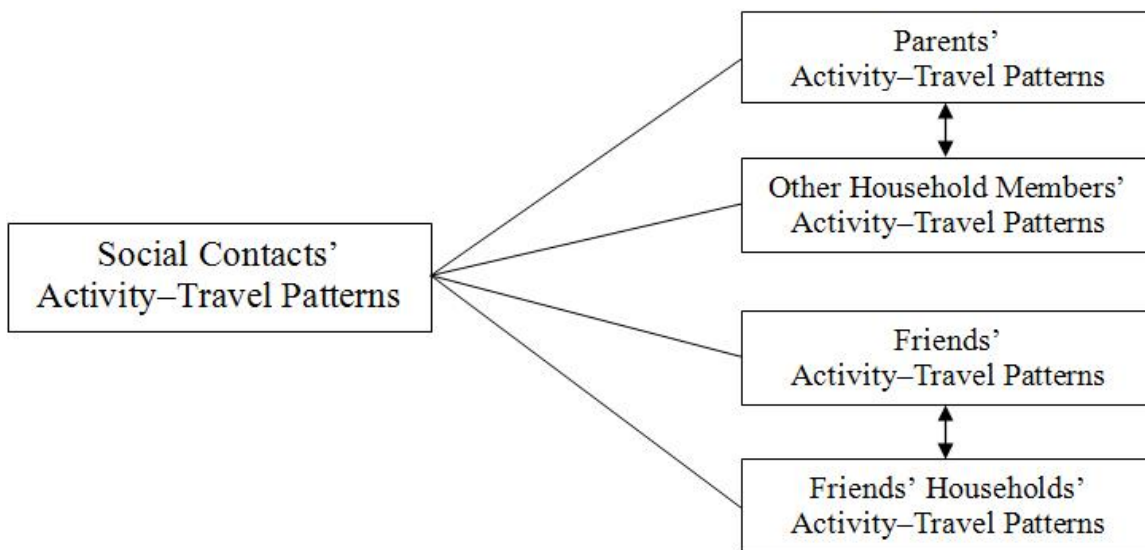 Parents’
Activity–Travel Patterns
Other Household Members’
Activity–Travel Patterns
Social Contacts’
Activity–Travel Patterns
Friends’
Activity–Travel Patterns
Friends’ Households’
Activity–Travel Patterns